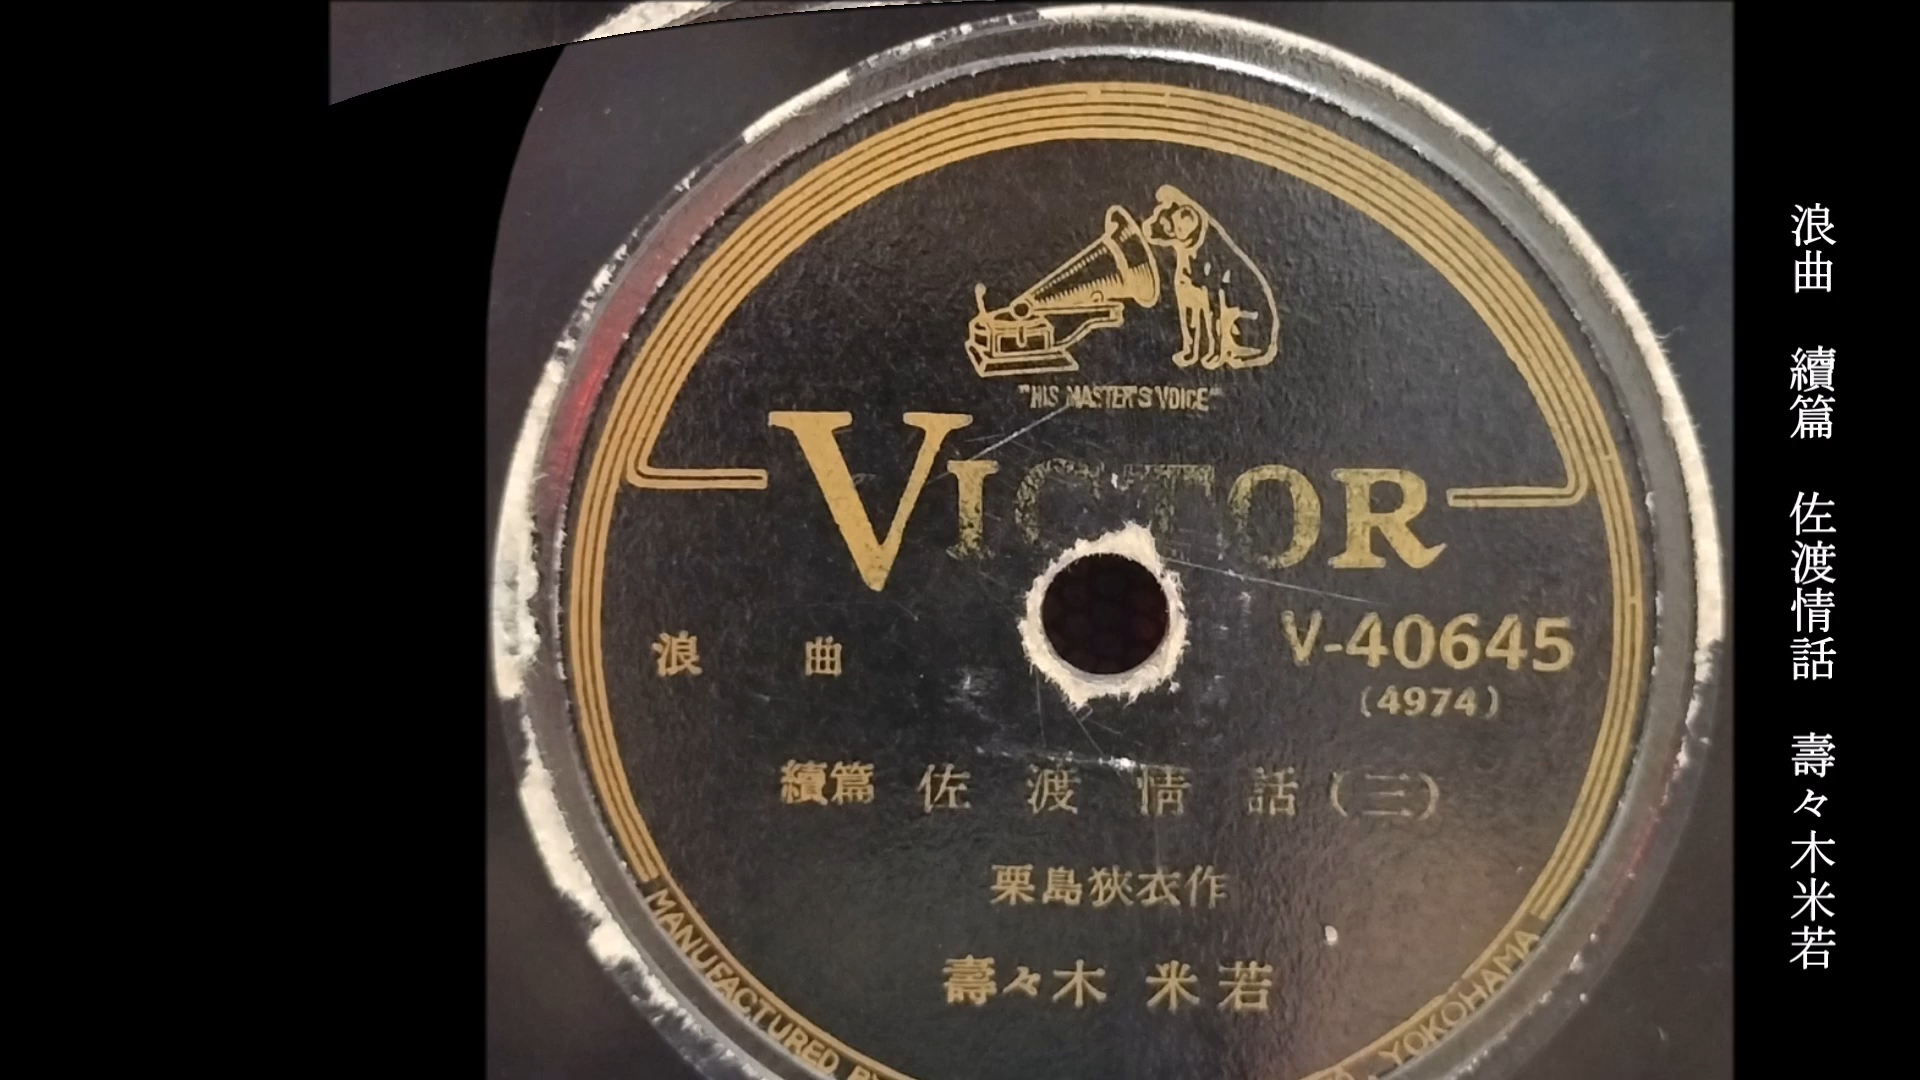 "HIS MASTER'S VOICE"
VICTOR
浪曲
V-40645
(4974)
續篇 佐渡情話(三)
栗島狹衣作
壽々木米若
MANUFACTURED BY
YOKOHAMA
浪曲 續篇 佐渡情話 壽々木米若